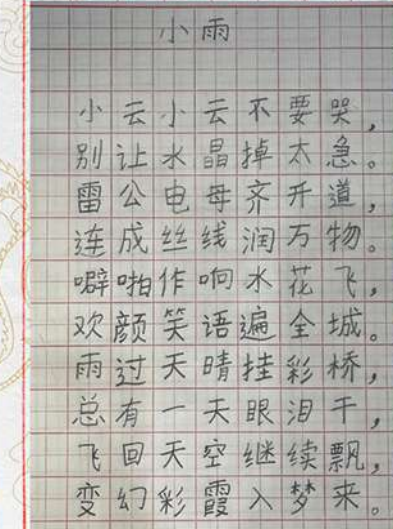 小雨
小云小云不要哭，
别让水晶掉太急。
雷公电母齐开道，
连成丝线润万物。
噼啪作响水花飞，
欢颜笑语遍全城。
雨过天晴挂彩桥，
总有一天眼泪干，
飞回天空继续飘，
变幻彩霞入梦来。